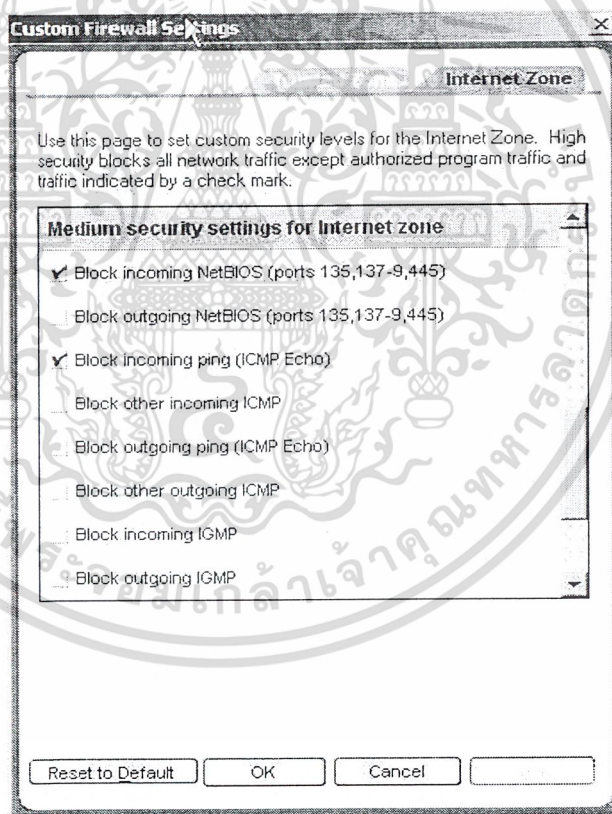 Custom Firewall Settings
Internet Zone
Use this page to set custom security levels for the Internet Zone. High
security blocks all network traffic except authorized program traffic and
traffic indicated by a check mark.
Medium security settings for Internet zone
Block incoming NetBIOS (ports 135,137-9,445)
Block outgoing NetBIOS (ports 135,137-9,445)
Block incoming ping (ICMP Echo)
Block other incoming ICMP
Block outgoing ping (ICMP Echo)
Block other outgoing ICMP
Block incoming IGMP
Block outgoing IGMP
Reset to Default
OK
Cancel